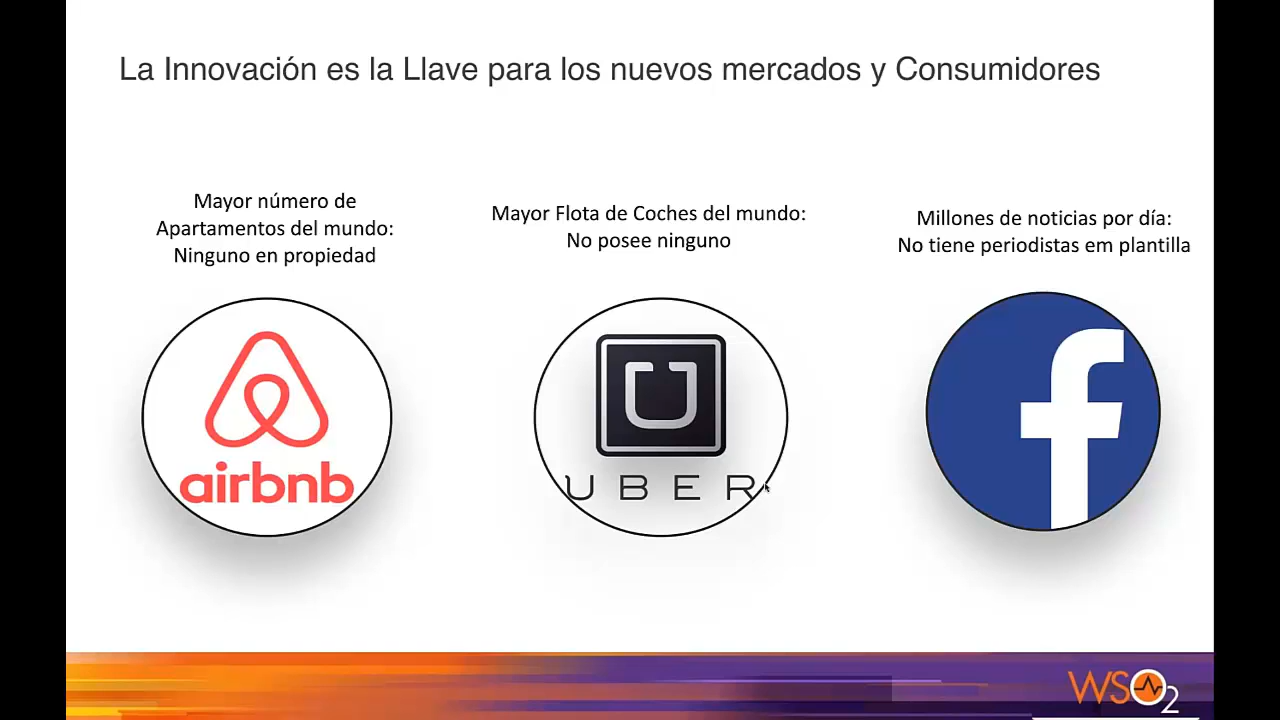 La Innovación es la Llave para los nuevos mercados y Consumidores
Mayor número de
Apartamentos del mundo:
Ninguno en propiedad
Mayor Flota de Coches del mundo:
No posee ninguno
Millones de noticias por día:
No tiene periodistas em plantilla
airbnb
U
UBER
f
WSO2